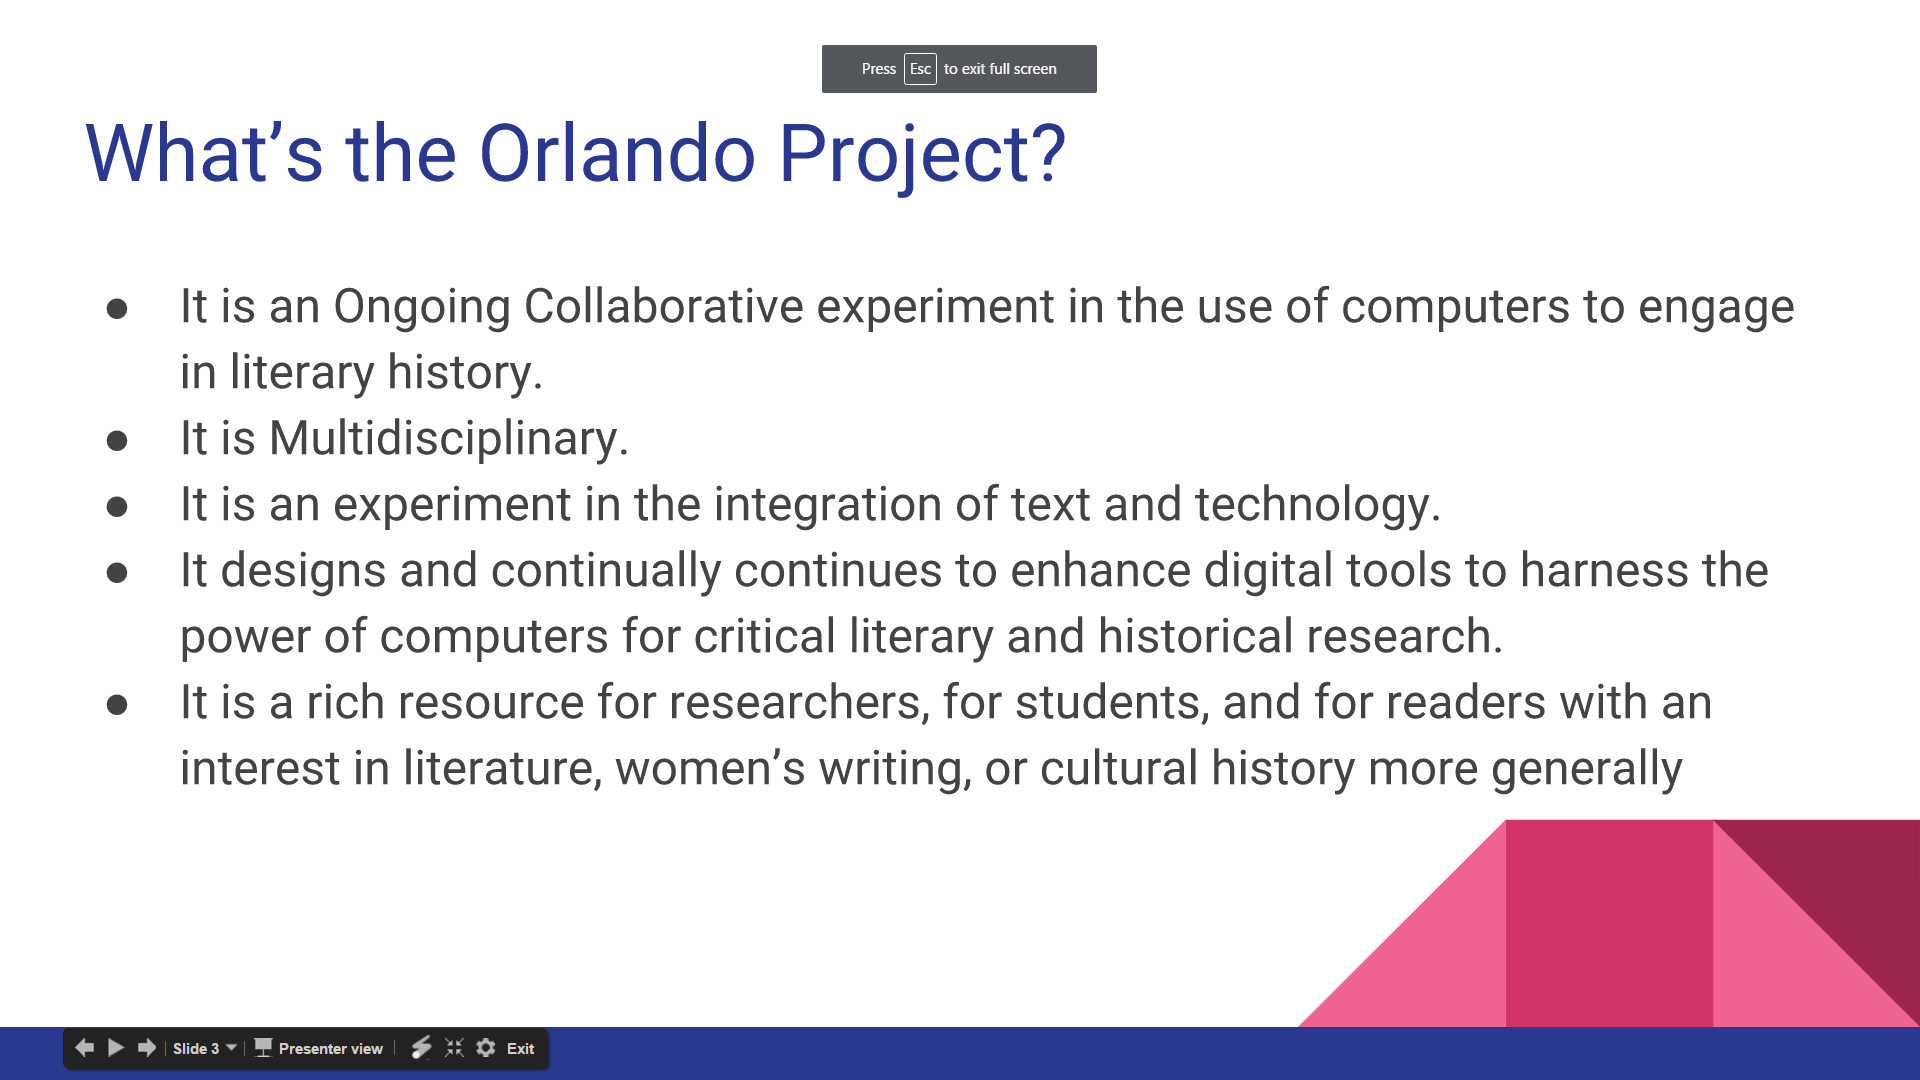 Press Esc to exit full screen
What’s the Orlando Project?
● It is an Ongoing Collaborative experiment in the use of computers to engage
in literary history.
● It is Multidisciplinary.
● It is an experiment in the integration of text and technology.
● It designs and continually continues to enhance digital tools to harness the
power of computers for critical literary and historical research.
● It is a rich resource for researchers, for students, and for readers with an
interest in literature, women’s writing, or cultural history more generally
Slide 3 Presenter view Exit